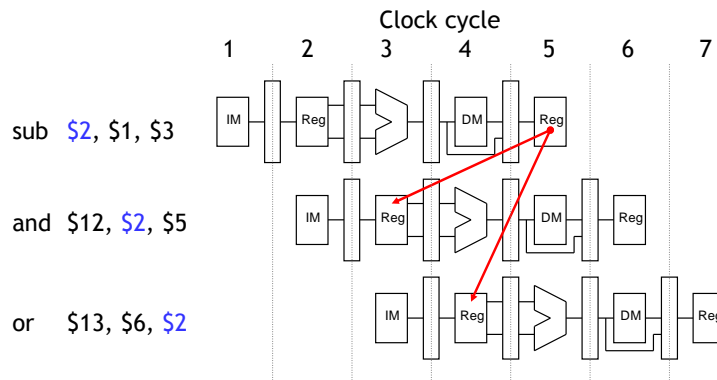 Clock cycle
1 2 3 4 5 6 7
IM Reg DM Reg
sub $2, $1, $3
IM Reg DM Reg
and $12, $2, $5
IM Reg DM Reg
or $13, $6, $2